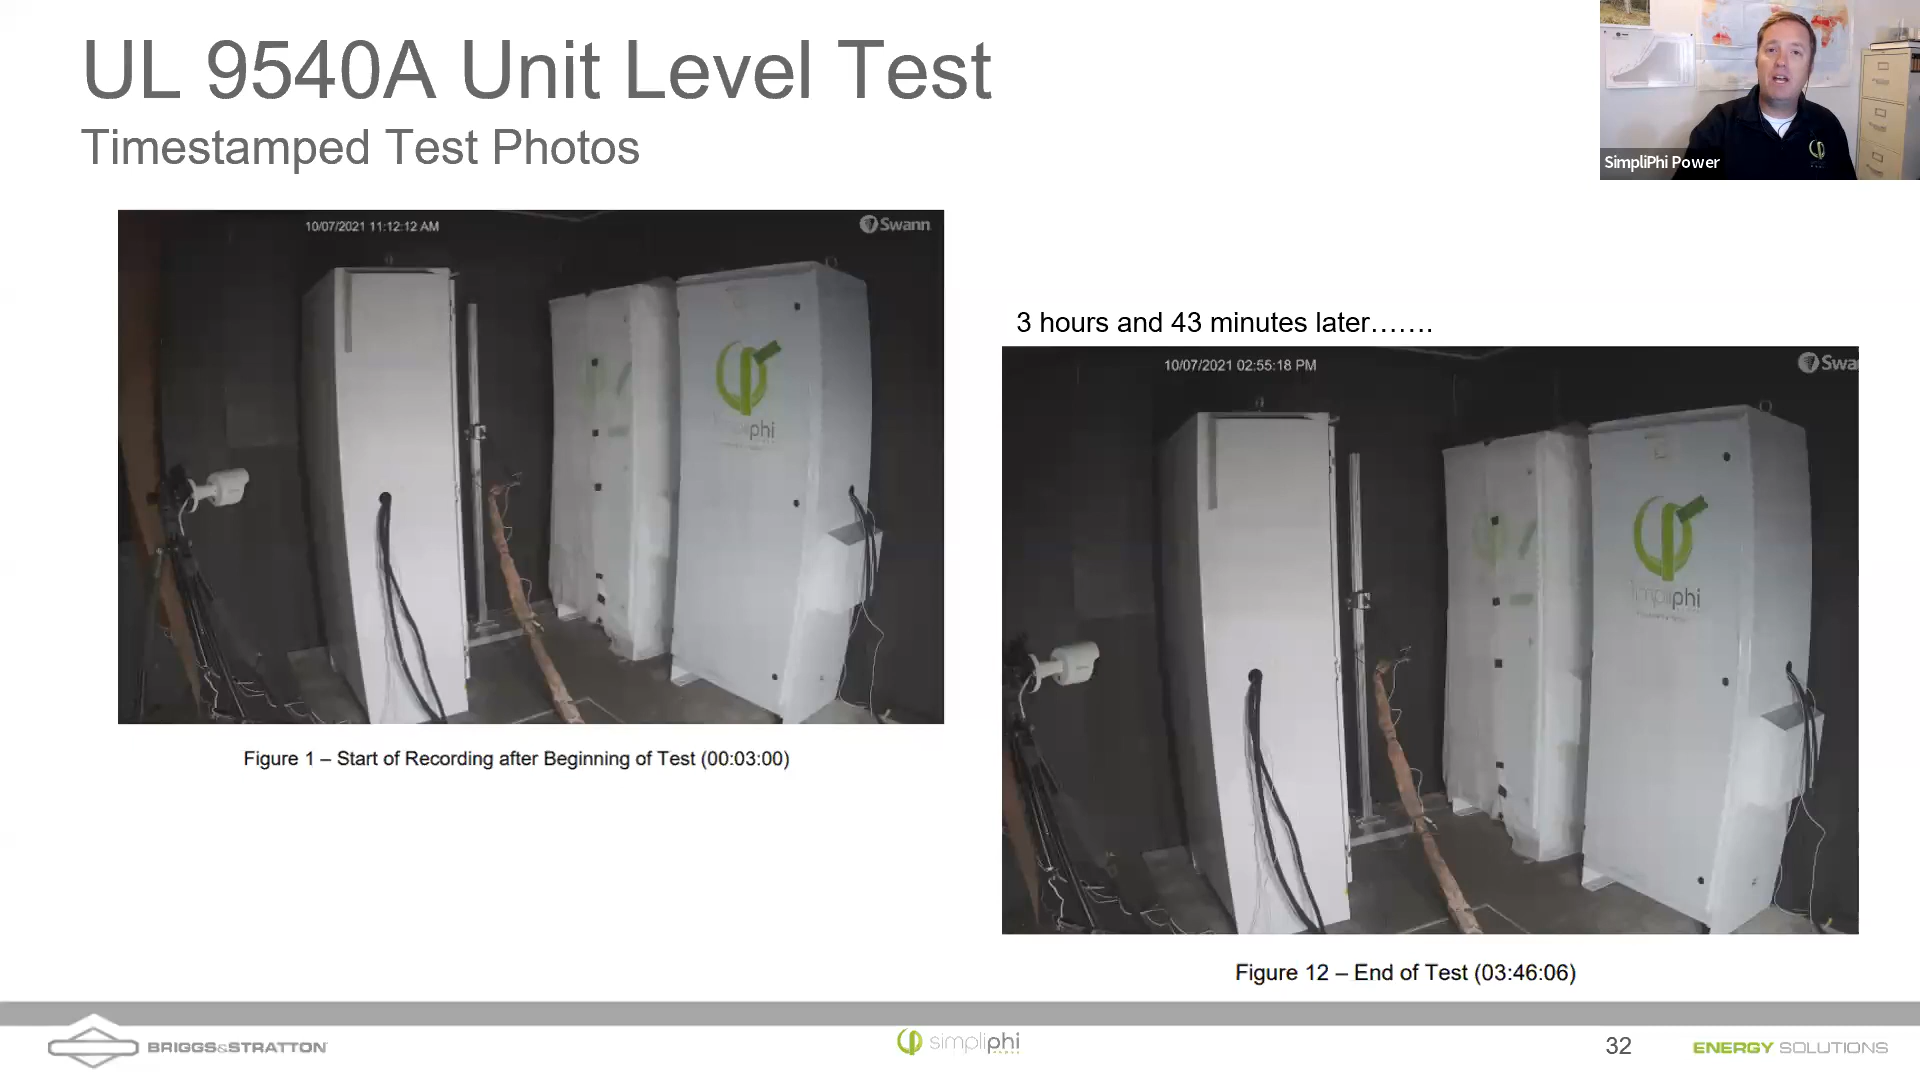 UL 9540A Unit Level Test
Timestamped Test Photos
SimpliPhi Power
10/07/2021 11:12:12 AM
Swann
phi
Figure 1 – Start of Recording after Beginning of Test (00:03:00)
3 hours and 43 minutes later…….
10/07/2021 02:55:18 PM
Swa
simpliphi
Figure 12 – End of Test (03:46:06)
BRIGGS&STRATTON
simpliphi
32
ENERGY SOLUTIONS